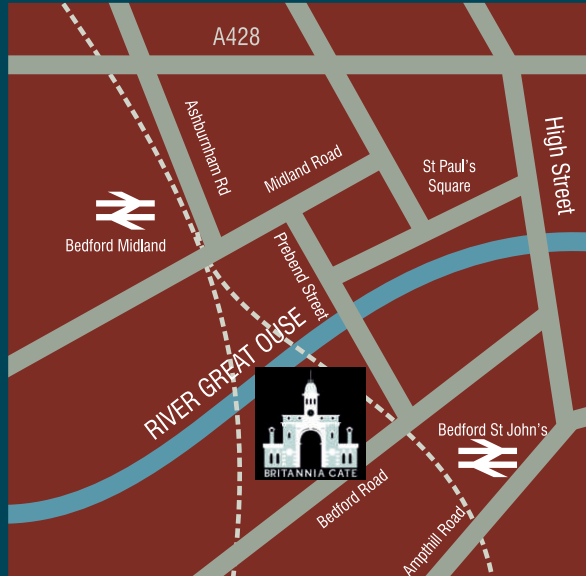 A428
Ashburnham Rd
Midland Road
St Paul's
Square
High Street
Bedford Midland
Prebend Street
RIVER GREAT OUSE
BRITANNIA GATE
Bedford St John's
Bedford Road
Ampthill Road